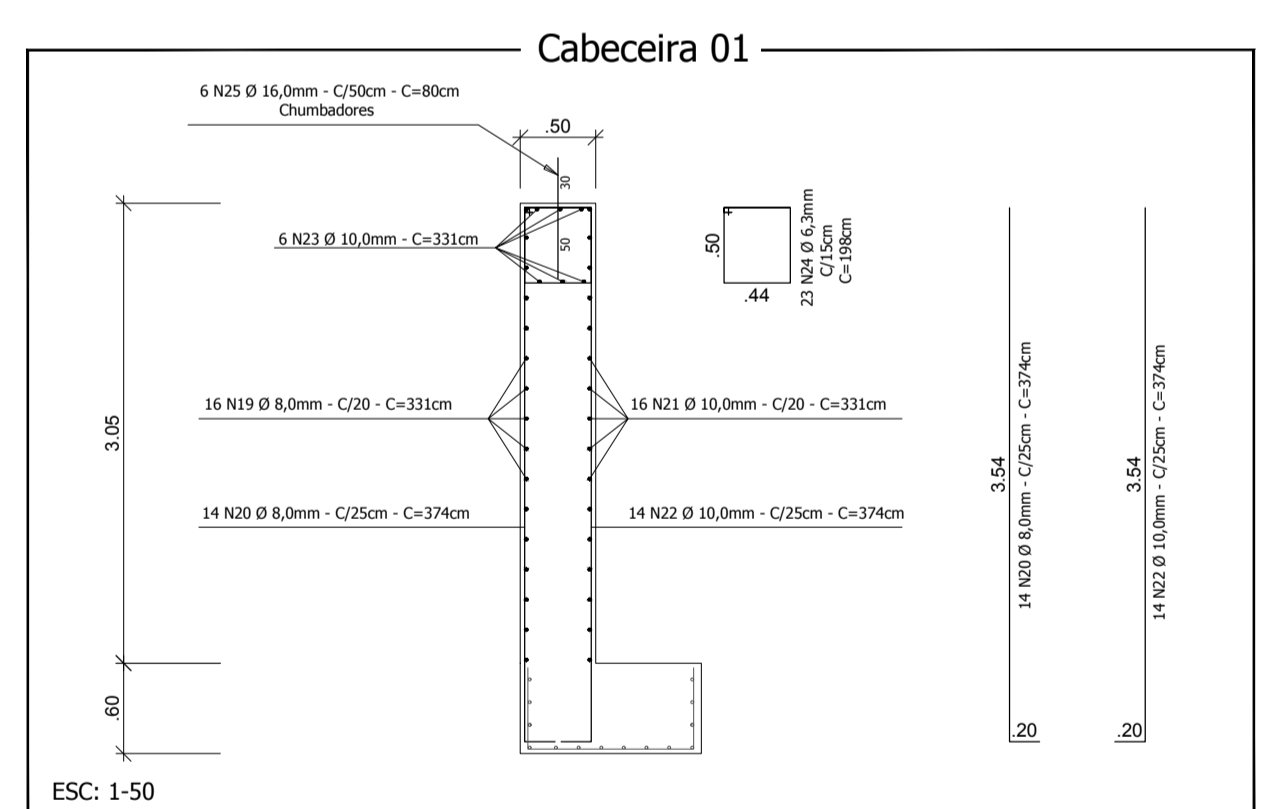 Cabeceira 01
6 N25 Ø 16,0mm - C/50cm - C=80cm
Chumbadores
.50
30
50
6 N23 Ø 10,0mm - C=331cm
.50
.44
23 N24 Ø 6,3mm
C/15cm
C=198cm
3.05
16 N19 Ø 8,0mm - C/20 - C=331cm
16 N21 Ø 10,0mm - C/20 - C=331cm
14 N20 Ø 8,0mm - C/25cm - C=374cm
14 N22 Ø 10,0mm - C/25cm - C=374cm
3.54
14 N20 Ø 8,0mm - C/25cm - C=374cm
3.54
14 N22 Ø 10,0mm - C/25cm - C=374cm
.60
.20
.20
ESC: 1-50